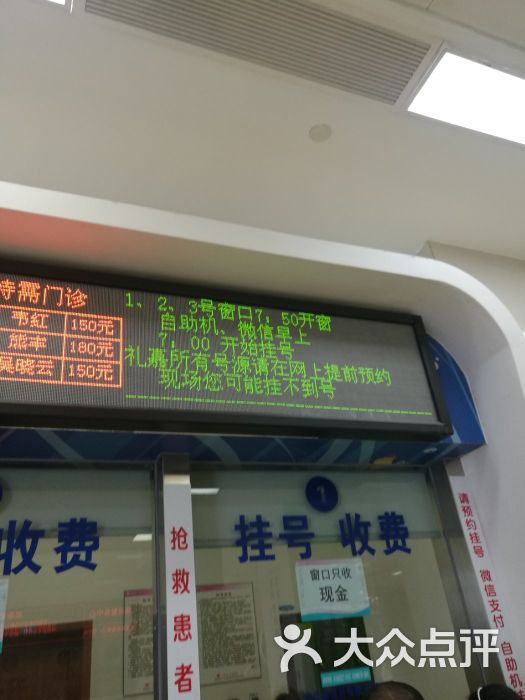 特需门诊
韦红 150元
熊丰 180元
吴晓云 150元
1、2、3号窗口7：50开窗
自助机、微信早上
7：00 开始挂号
礼嘉所有号源请在网上提前预约
现场您可能挂不到号
收费
1
挂号 收费
抢救患者
窗口只收
现金
请预约挂号 微信支付 自助机
大众点评